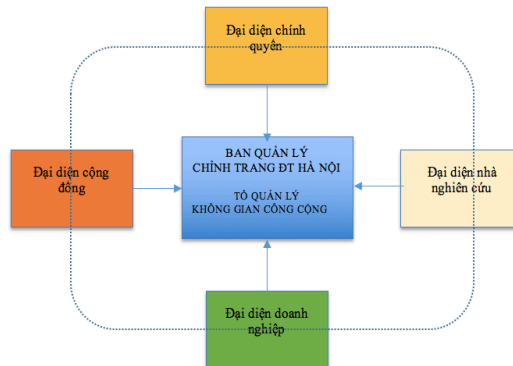 Đại diện chính
quyền
BAN QUẢN LÝ
CHỈNH TRANG ĐT HÀ NỘI
TỔ QUẢN LÝ
KHÔNG GIAN CÔNG CỘNG
Đại diện cộng
đồng
Đại diện nhà
nghiên cứu
Đại diện doanh
nghiệp